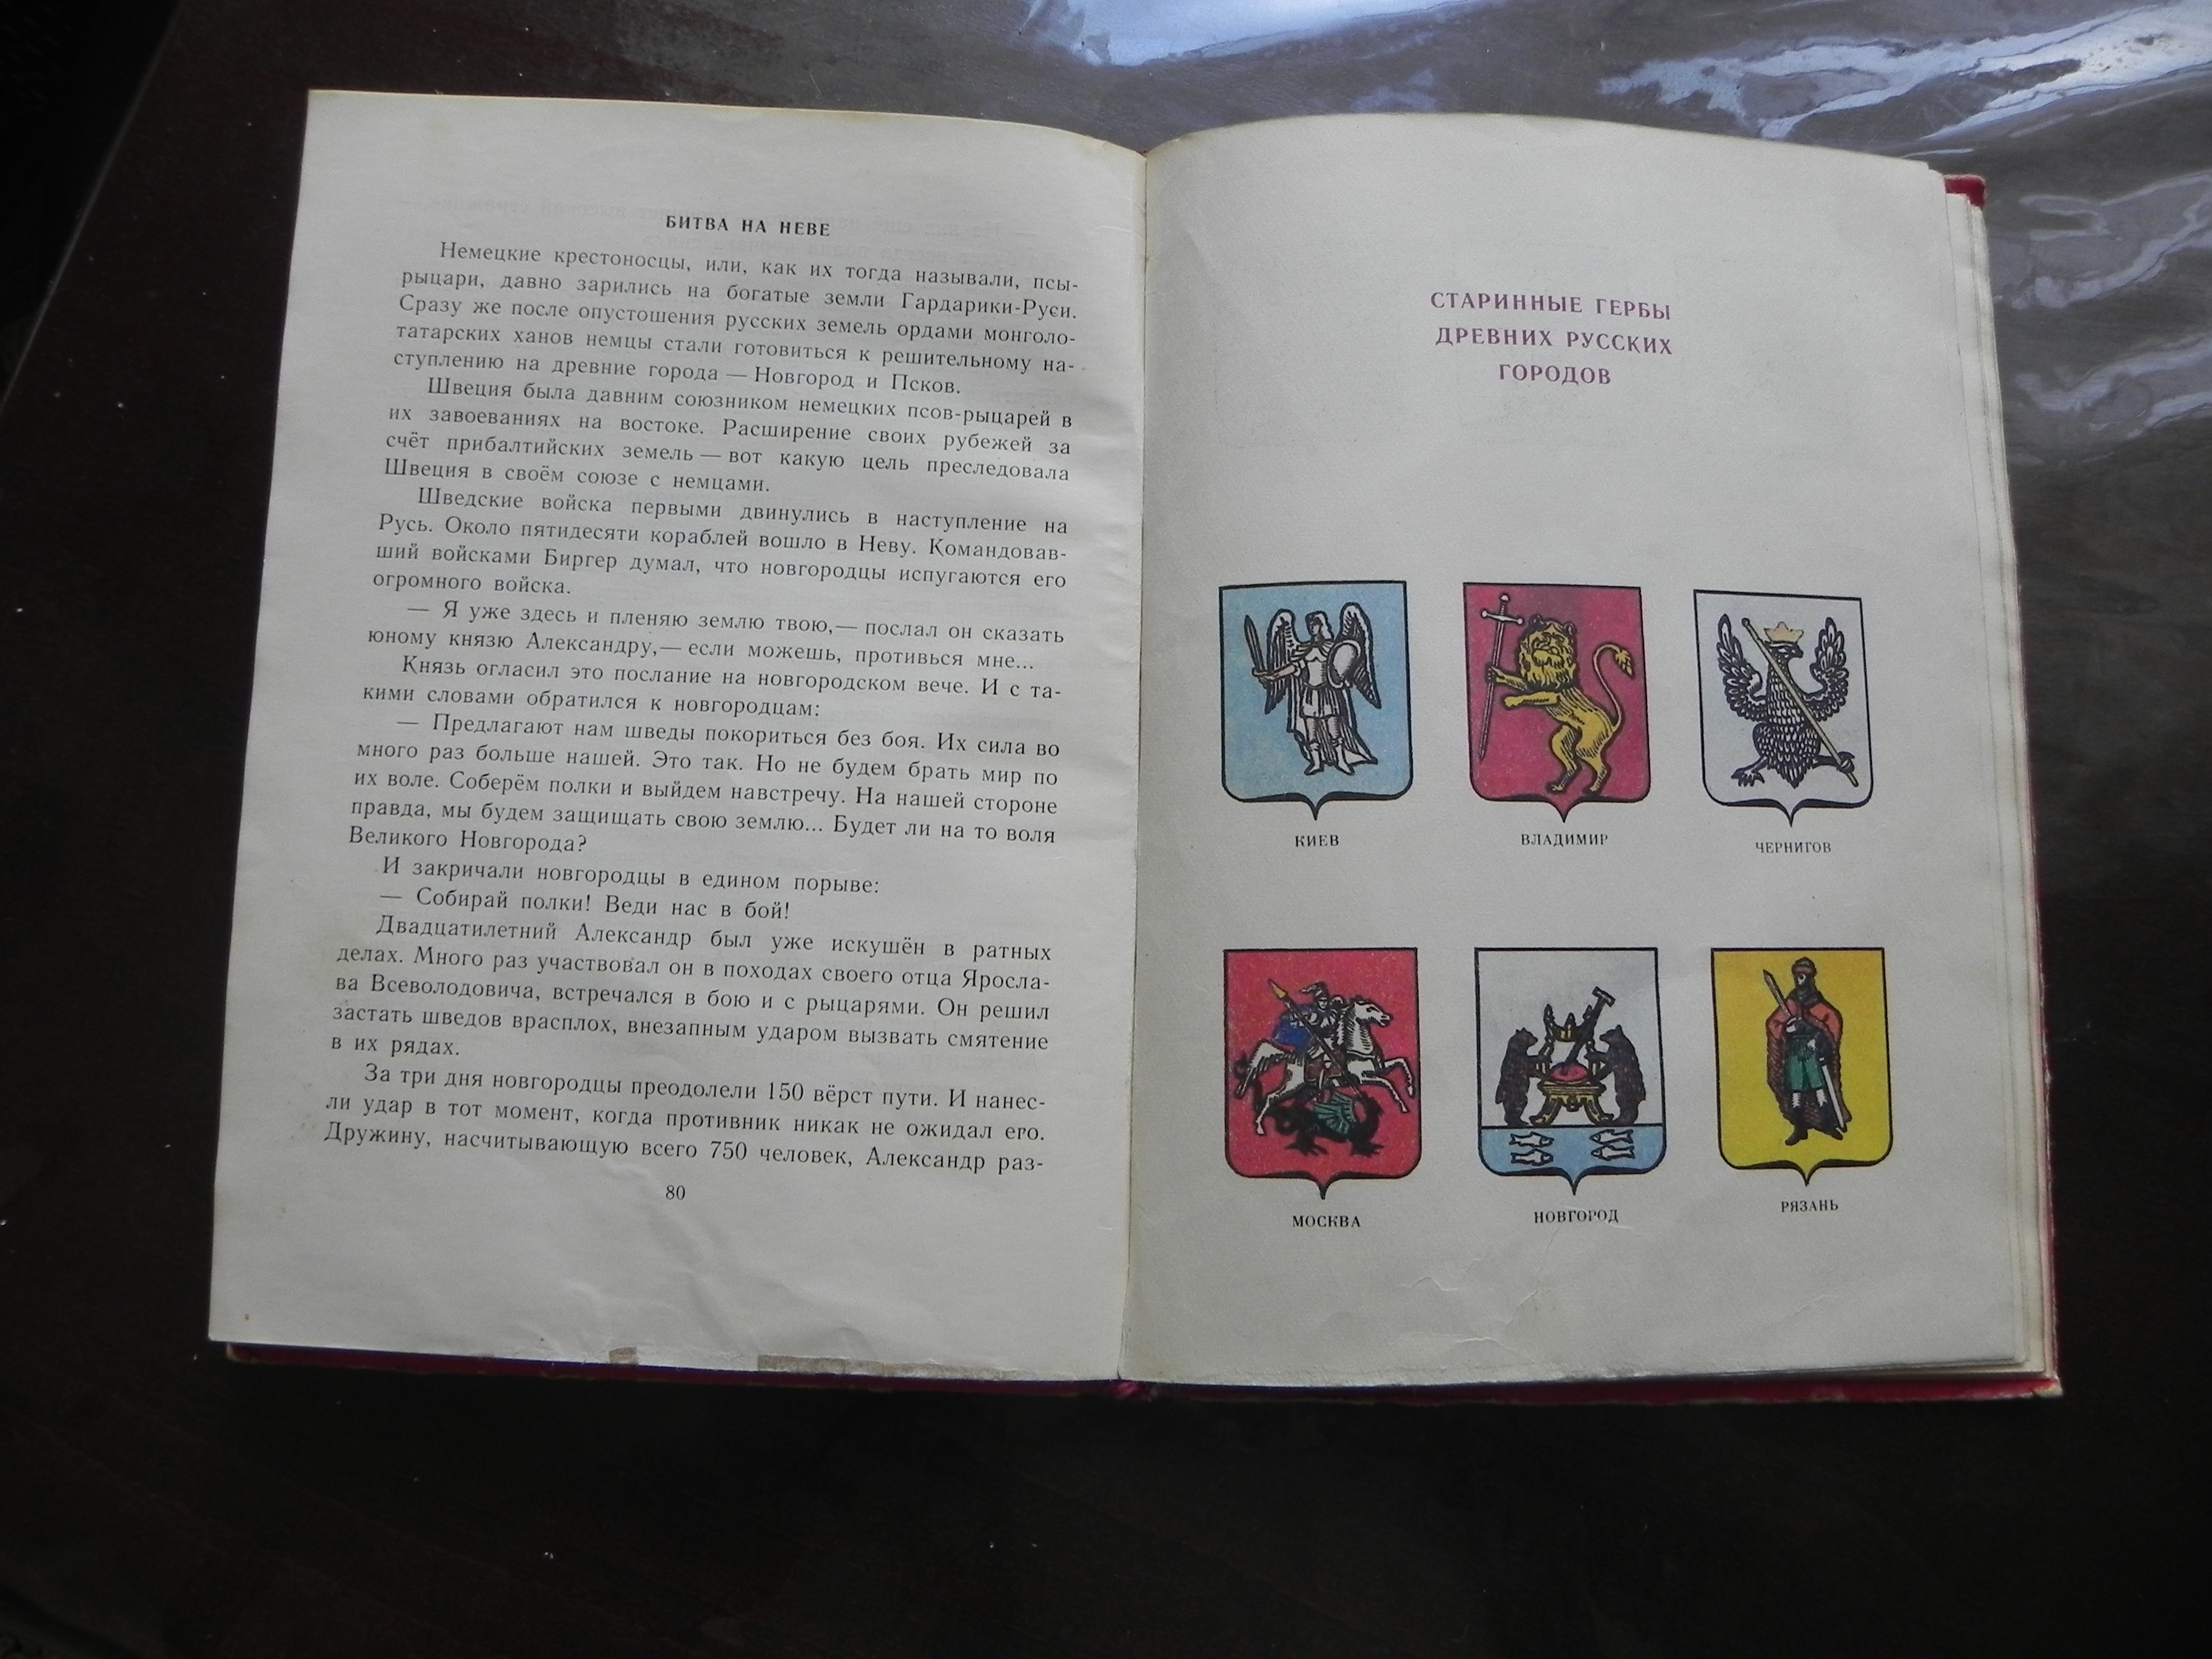 БИТВА НА НЕВЕ
Немецкие крестоносцы, или, как их тогда называли, псы-
рыцари, давно зарились на богатые земли Гардарики-Руси.
Сразу же после опустошения русских земель ордами монголо-
татарских ханов немцы стали готовиться к решительному на-
ступлению на древние города — Новгород и Псков.
Швеция была давним союзником немецких псов-рыцарей в
их завоеваниях на востоке. Расширение своих рубежей за
счёт прибалтийских земель — вот какую цель преследовала
Швеция в своём союзе с немцами.
Шведские войска первыми двинулись в наступление на
Русь. Около пятидесяти кораблей вошло в Неву. Командовав-
ший войсками Биргер думал, что новгородцы испугаются его
огромного войска.
— Я уже здесь и пленяю землю твою,— послал он сказать
юному князю Александру,— если можешь, противься мне...
Князь огласил это послание на новгородском вече. И с та-
кими словами обратился к новгородцам:
— Предлагают нам шведы покориться без боя. Их сила во
много раз больше нашей. Это так. Но не будем брать мир по
их воле. Соберём полки и выйдем навстречу. На нашей стороне
правда, мы будем защищать свою землю... Будет ли на то воля
Великого Новгорода?
И закричали новгородцы в едином порыве:
— Собирай полки! Веди нас в бой!
Двадцатилетний Александр был уже искушён в ратных
делах. Много раз участвовал он в походах своего отца Яросла-
ва Всеволодовича, встречался в бою и с рыцарями. Он решил
застать шведов врасплох, внезапным ударом вызвать смятение
в их рядах.
За три дня новгородцы преодолели 150 вёрст пути. И нанес-
ли удар в тот момент, когда противник никак не ожидал его.
Дружину, насчитывающую всего 750 человек, Александр раз-
80
СТАРИННЫЕ ГЕРБЫ
ДРЕВНИХ РУССКИХ
ГОРОДОВ
КИЕВ
ВЛАДИМИР
ЧЕРНИГОВ
МОСКВА
НОВГОРОД
РЯЗАНЬ